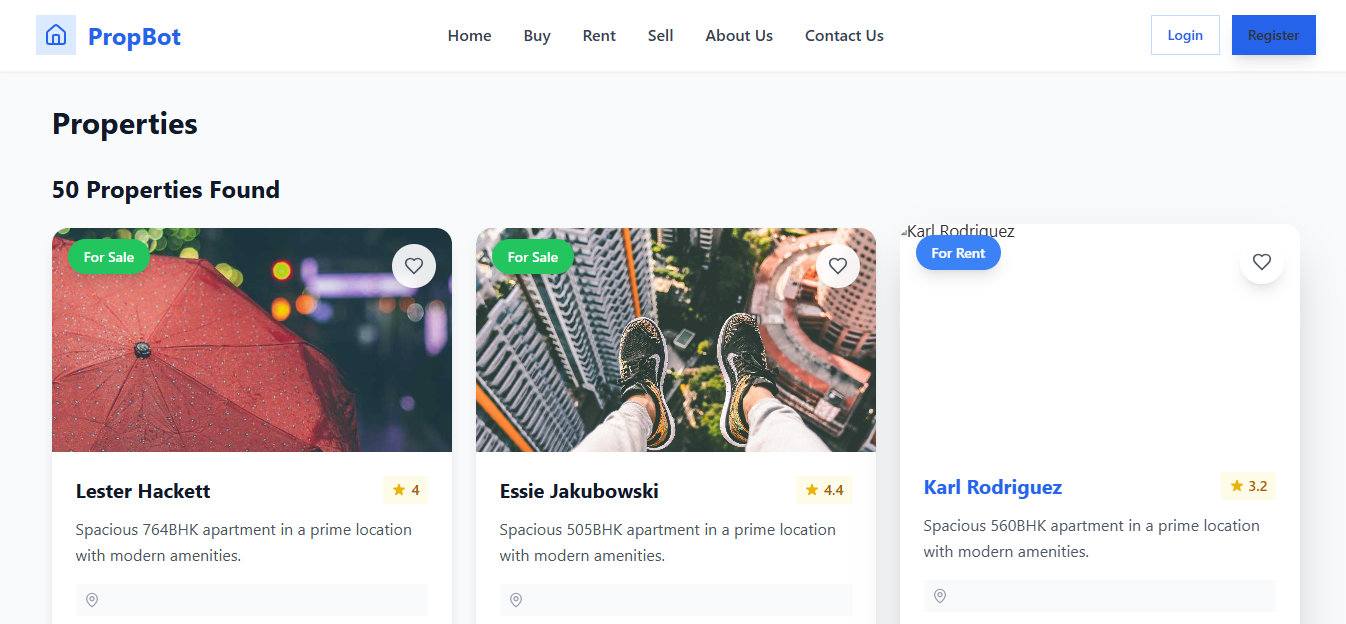 PropBot
Home Buy Rent Sell About Us Contact Us
Login Register
Properties
50 Properties Found
For Sale
For Sale
Karl Rodriguez
For Rent
Lester Hackett 4
Spacious 764BHK apartment in a prime location
with modern amenities.
Essie Jakubowski 4.4
Spacious 505BHK apartment in a prime location
with modern amenities.
Karl Rodriguez 3.2
Spacious 560BHK apartment in a prime location
with modern amenities.